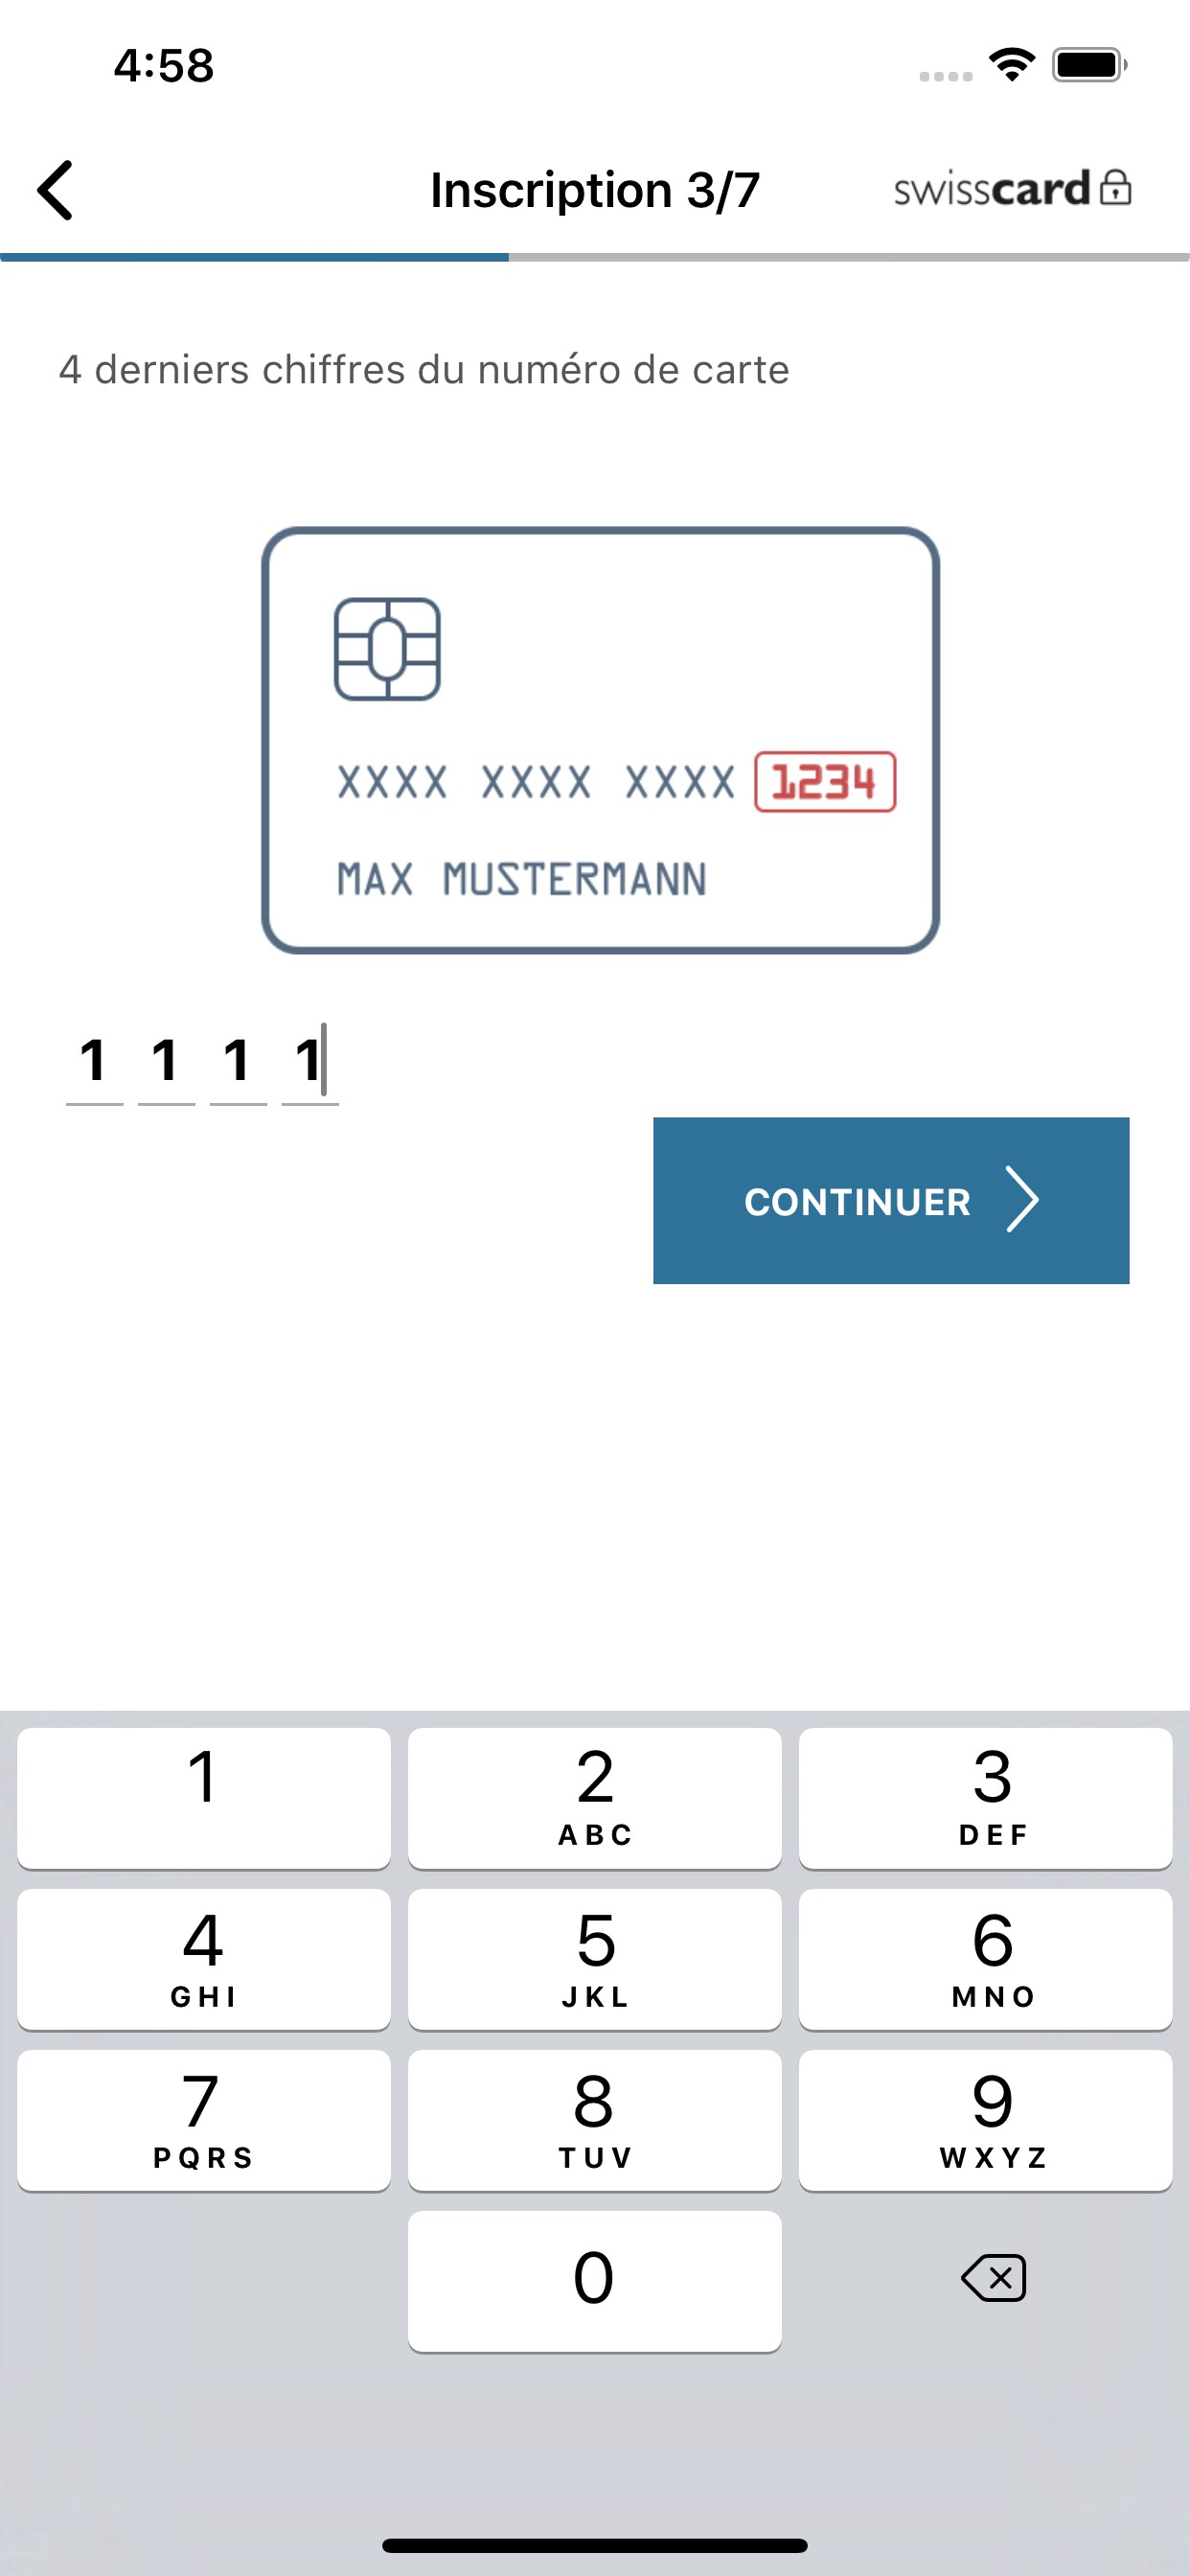 4:58
Inscription 3/7
swisscard
4 derniers chiffres du numéro de carte
XXXX XXXX XXXX 1234
MAX MUSTERMANN
1 1 1 1
CONTINUER
1 2 3
ABC DEF
4 5 6
GHI JKL MNO
7 8 9
PQRS TUV WXYZ
0